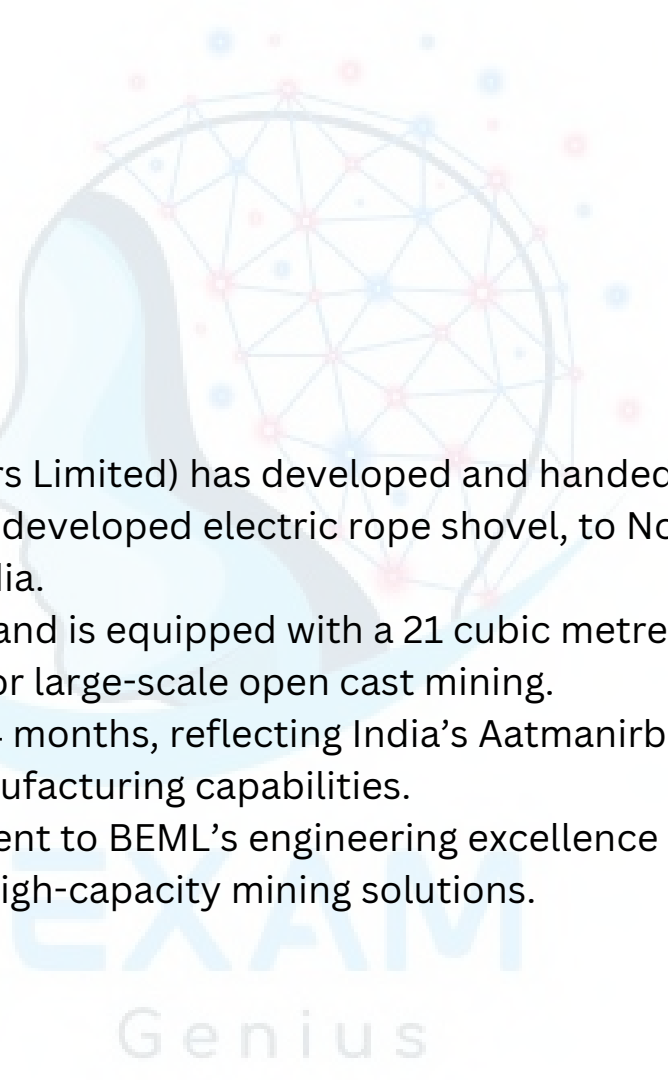 rs Limited) has developed and handed
developed electric rope shovel, to No
dia.
and is equipped with a 21 cubic metre
or large-scale open cast mining.
months, reflecting India’s Aatmanirb
ufacturing capabilities.
ent to BEML’s engineering excellence
igh-capacity mining solutions.
EXAM
Genius